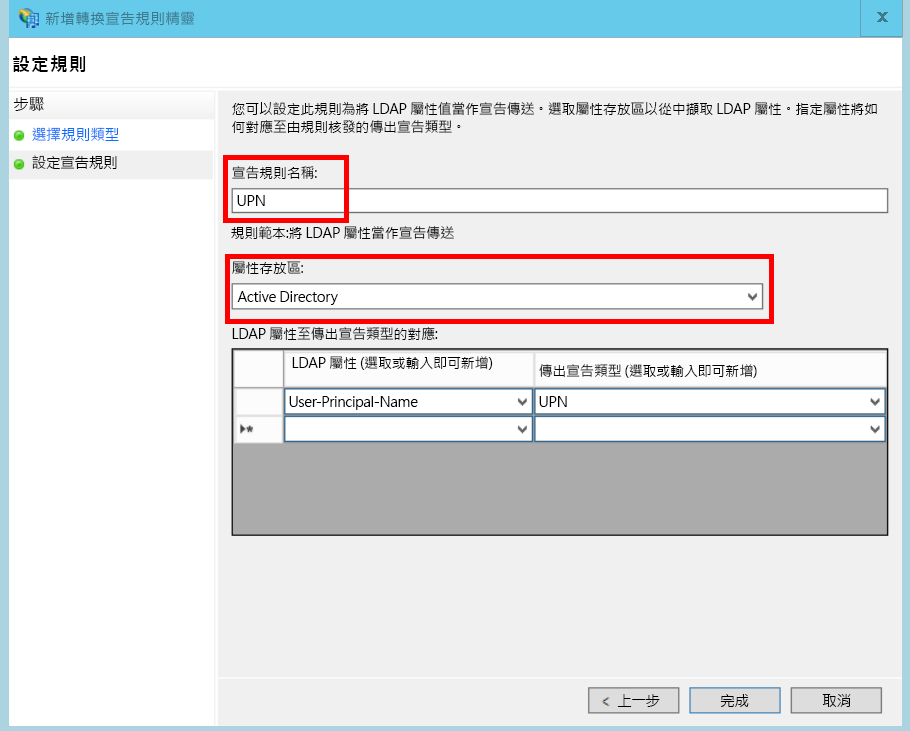 新增轉換宣告規則精靈
設定規則
步驟
選擇規則類型
設定宣告規則
您可以設定此規則為將 LDAP 屬性值當作宣告傳送。選取屬性存放區以從中擷取 LDAP 屬性。指定屬性將如
何對應至由規則核發的傳出宣告類型。
宣告規則名稱:
UPN
規則範本:將 LDAP 屬性當作宣告傳送
屬性存放區:
Active Directory
LDAP 屬性至傳出宣告類型的對應:
LDAP 屬性 (選取或輸入即可新增) 傳出宣告類型 (選取或輸入即可新增)
User-Principal-Name UPN
< 上一步 完成 取消